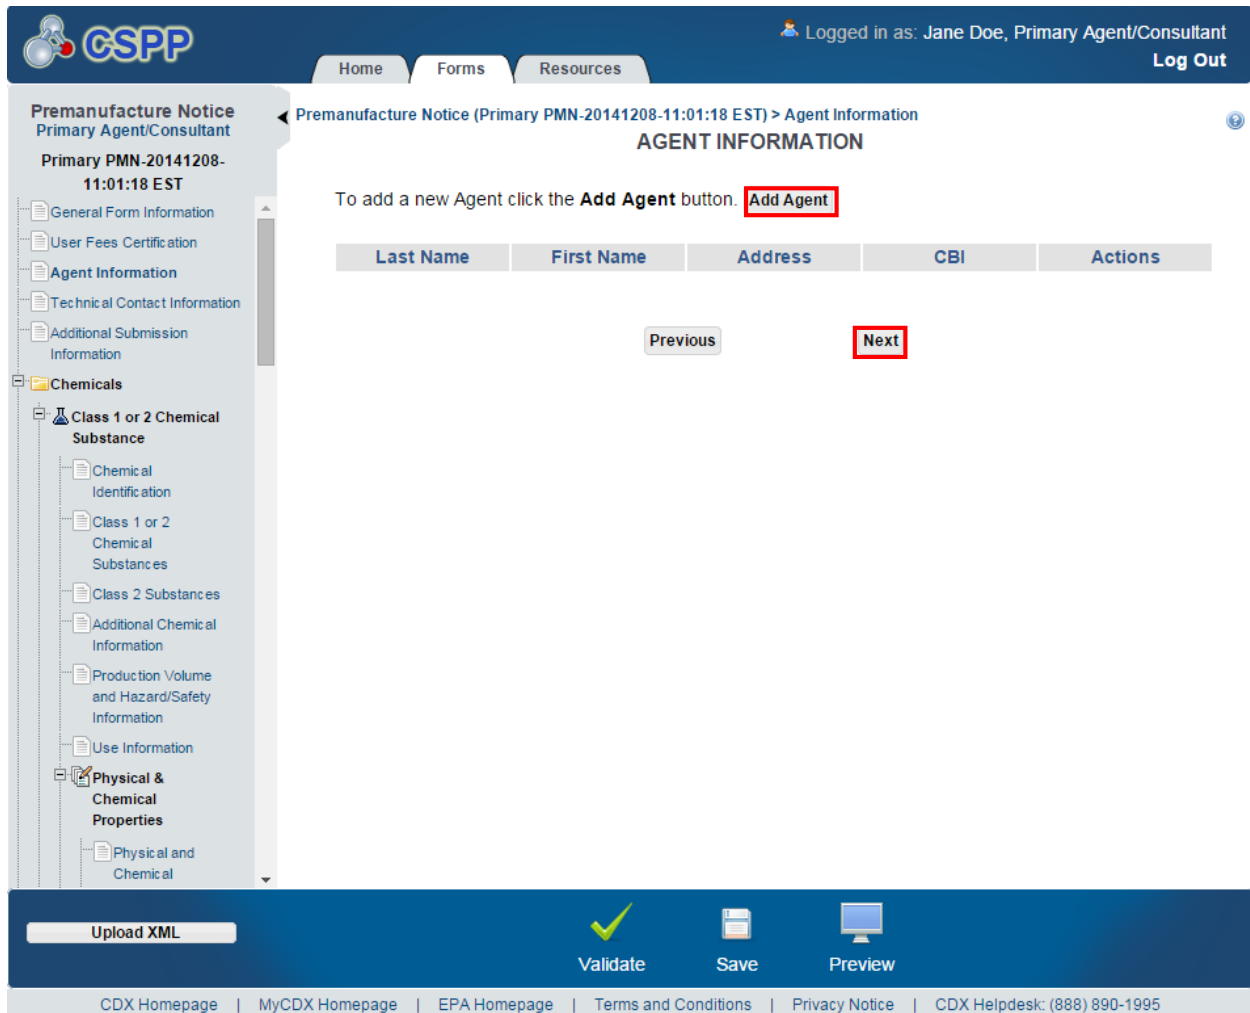 CSPP
Logged in as: Jane Doe, Primary Agent/Consultant
Log Out
Home
Forms
Resources
Premanufacture Notice
Primary Agent/Consultant
Primary PMN-20141208-
11:01:18 EST
General Form Information
User Fees Certification
Agent Information
Technical Contact Information
Additional Submission
Information
Chemicals
Class 1 or 2 Chemical
Substance
Chemical
Identification
Class 1 or 2
Chemical
Substances
Class 2 Substances
Additional Chemical
Information
Production Volume
and Hazard/Safety
Information
Use Information
Physical &
Chemical
Properties
Physical and
Chemical
Premanufacture Notice (Primary PMN-20141208-11:01:18 EST) > Agent Information
AGENT INFORMATION
To add a new Agent click the Add Agent button. Add Agent
Last Name First Name Address CBI Actions
Previous Next
Upload XML
Validate Save Preview
CDX Homepage | MyCDX Homepage | EPA Homepage | Terms and Conditions | Privacy Notice | CDX Helpdesk: (888) 890-1995